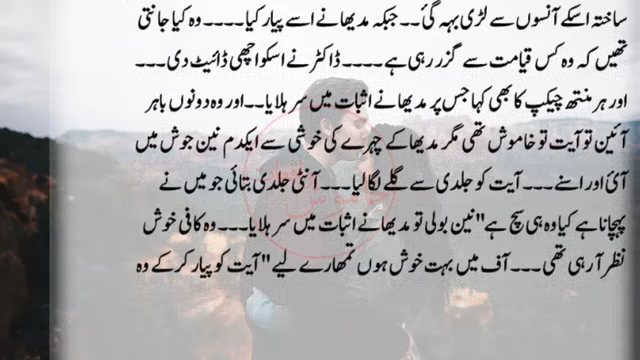 ساختہ اسکے آنسوں سے لڑی بہہ گئ۔۔ جبکہ مدیھا نے اسے پیار کیا۔۔۔۔ وہ کیا جانتی
تھیں کہ وہ کس قیامت سے گزر رہی ہے۔۔۔۔ ڈاکٹر نے اسکو اچھی ڈائیٹ دی۔۔۔
اور ہر منتھ چیکپ کا بھی کہا جس پر مدیھا نے اثبات میں سر ہلایا۔۔ اور وہ دونوں باہر
آئین تو آیت تو خاموش تھی مگر مدیھا کے چہرے کی خوشی سے ایکدم نین جوش میں
آئ اور اسنے۔۔۔ آیت کو جلدی سے گلے لگا لیا۔۔۔ آنٹی جلدی بتائی جو میں نے
پہچانا ہے کیا وہ ہی سچ ہے"نین بولی تو مدیھا نے اثبات میں سر ہلایا۔۔۔ وہ کافی خوش
نظر آ رہی تھی۔۔۔ آف میں بہت خوش ہوں تمھارے لیے "آیت کو پیار کر کے وہ